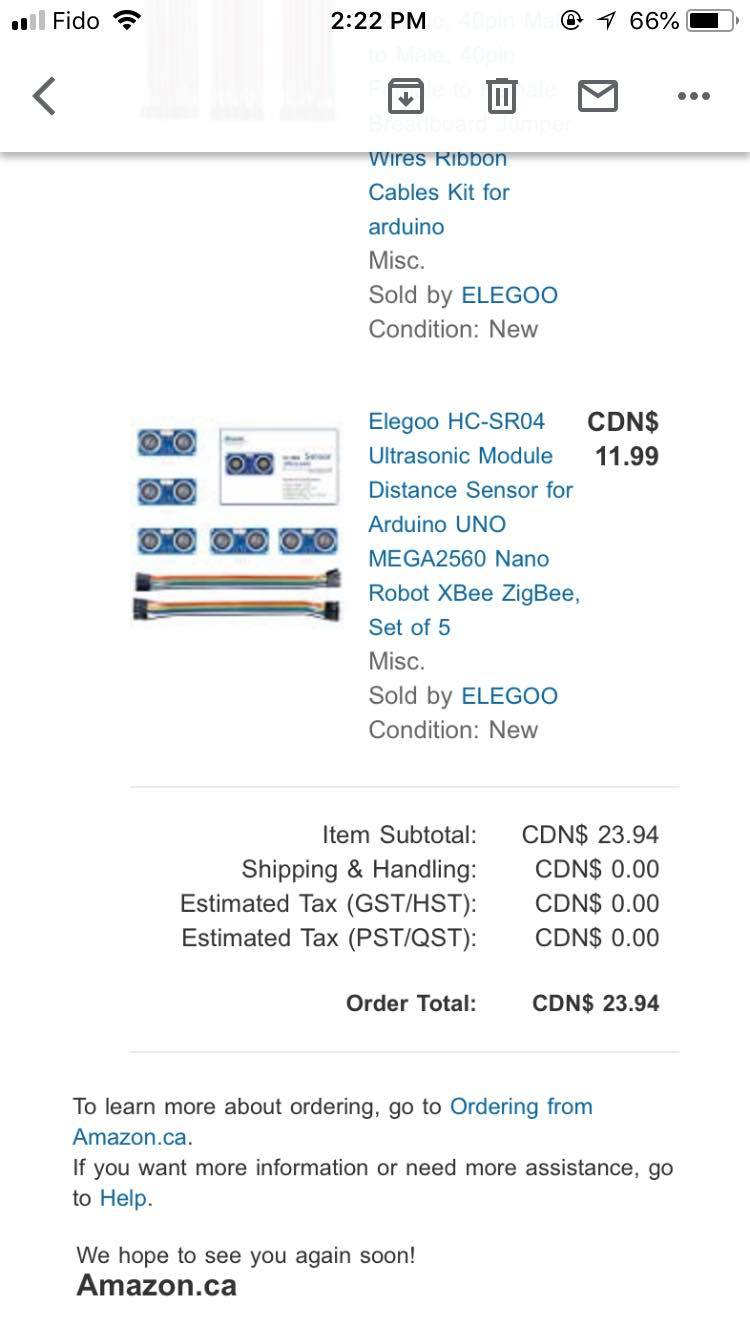 Fido 2:22 PM 66%
to Male, 40pin
Breadboard Jumper
Wires Ribbon
Cables Kit for
arduino
Misc.
Sold by ELEGOO
Condition: New
Elegoo HC-SR04 CDN$
Ultrasonic Module 11.99
Distance Sensor for
Arduino UNO
MEGA2560 Nano
Robot XBee ZigBee,
Set of 5
Misc.
Sold by ELEGOO
Condition: New
Item Subtotal: CDN$ 23.94
Shipping & Handling: CDN$ 0.00
Estimated Tax (GST/HST): CDN$ 0.00
Estimated Tax (PST/QST): CDN$ 0.00
Order Total: CDN$ 23.94
To learn more about ordering, go to Ordering from
Amazon.ca.
If you want more information or need more assistance, go
to Help.
We hope to see you again soon!
Amazon.ca